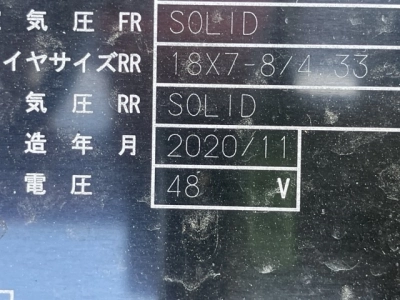 気圧 FR SOLID
イヤサイズRR 18X7-8/4.33
気圧 RR SOLID
造年月 2020/11
電圧 48 V